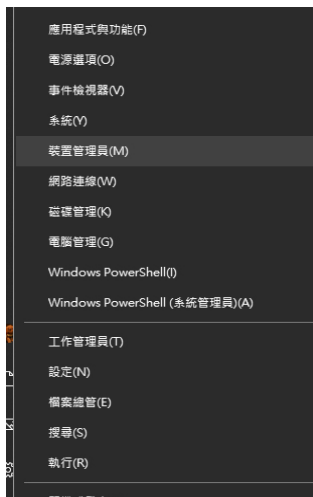 應用程式與功能(F)
電源選項(O)
事件檢視器(V)
系統(Y)
裝置管理員(M)
網路連線(W)
磁碟管理(K)
電腦管理(G)
Windows PowerShell(I)
Windows PowerShell (系統管理員)(A)
工作管理員(T)
設定(N)
檔案總管(E)
搜尋(S)
執行(R)